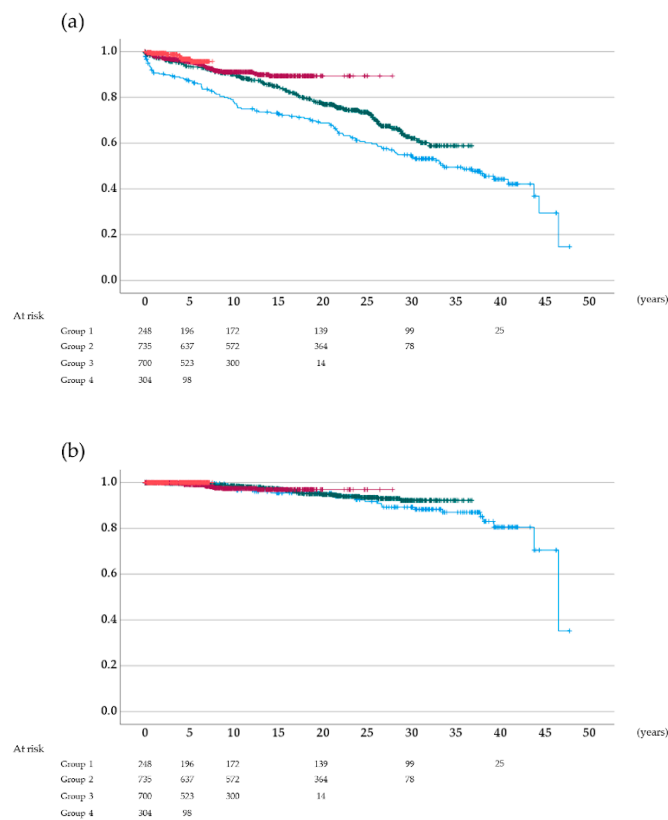 (a)
1.0
0.8
0.6
0.4
0.2
0.0
0 5 10 15 20 25 30 35 40 45 50 (years)
At risk
Group 1 248 196 172 139 99 25
Group 2 735 637 572 364 78
Group 3 700 523 300 14
Group 4 304 98
(b)
1.0
0.8
0.6
0.4
0.2
0.0
0 5 10 15 20 25 30 35 40 45 50 (years)
At risk
Group 1 248 196 172 139 99 25
Group 2 735 637 572 364 78
Group 3 700 523 300 14
Group 4 304 98